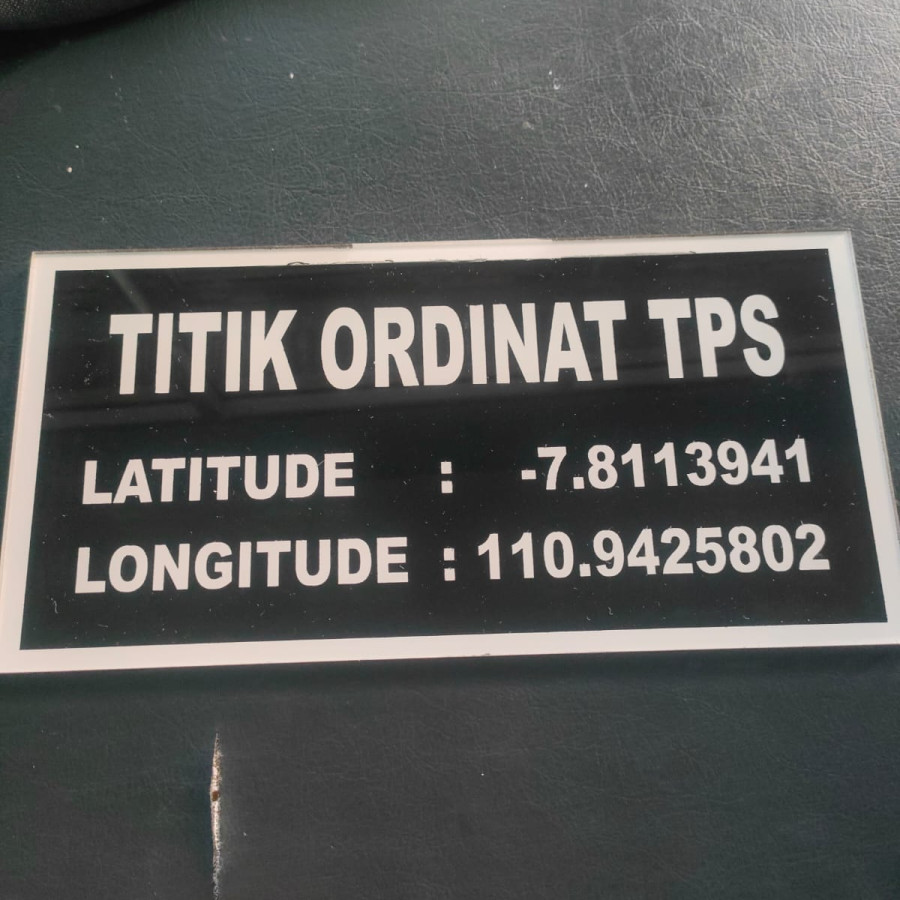 TITIK ORDINAT TPS
LATITUDE : -7.8113941
LONGITUDE : 110.9425802